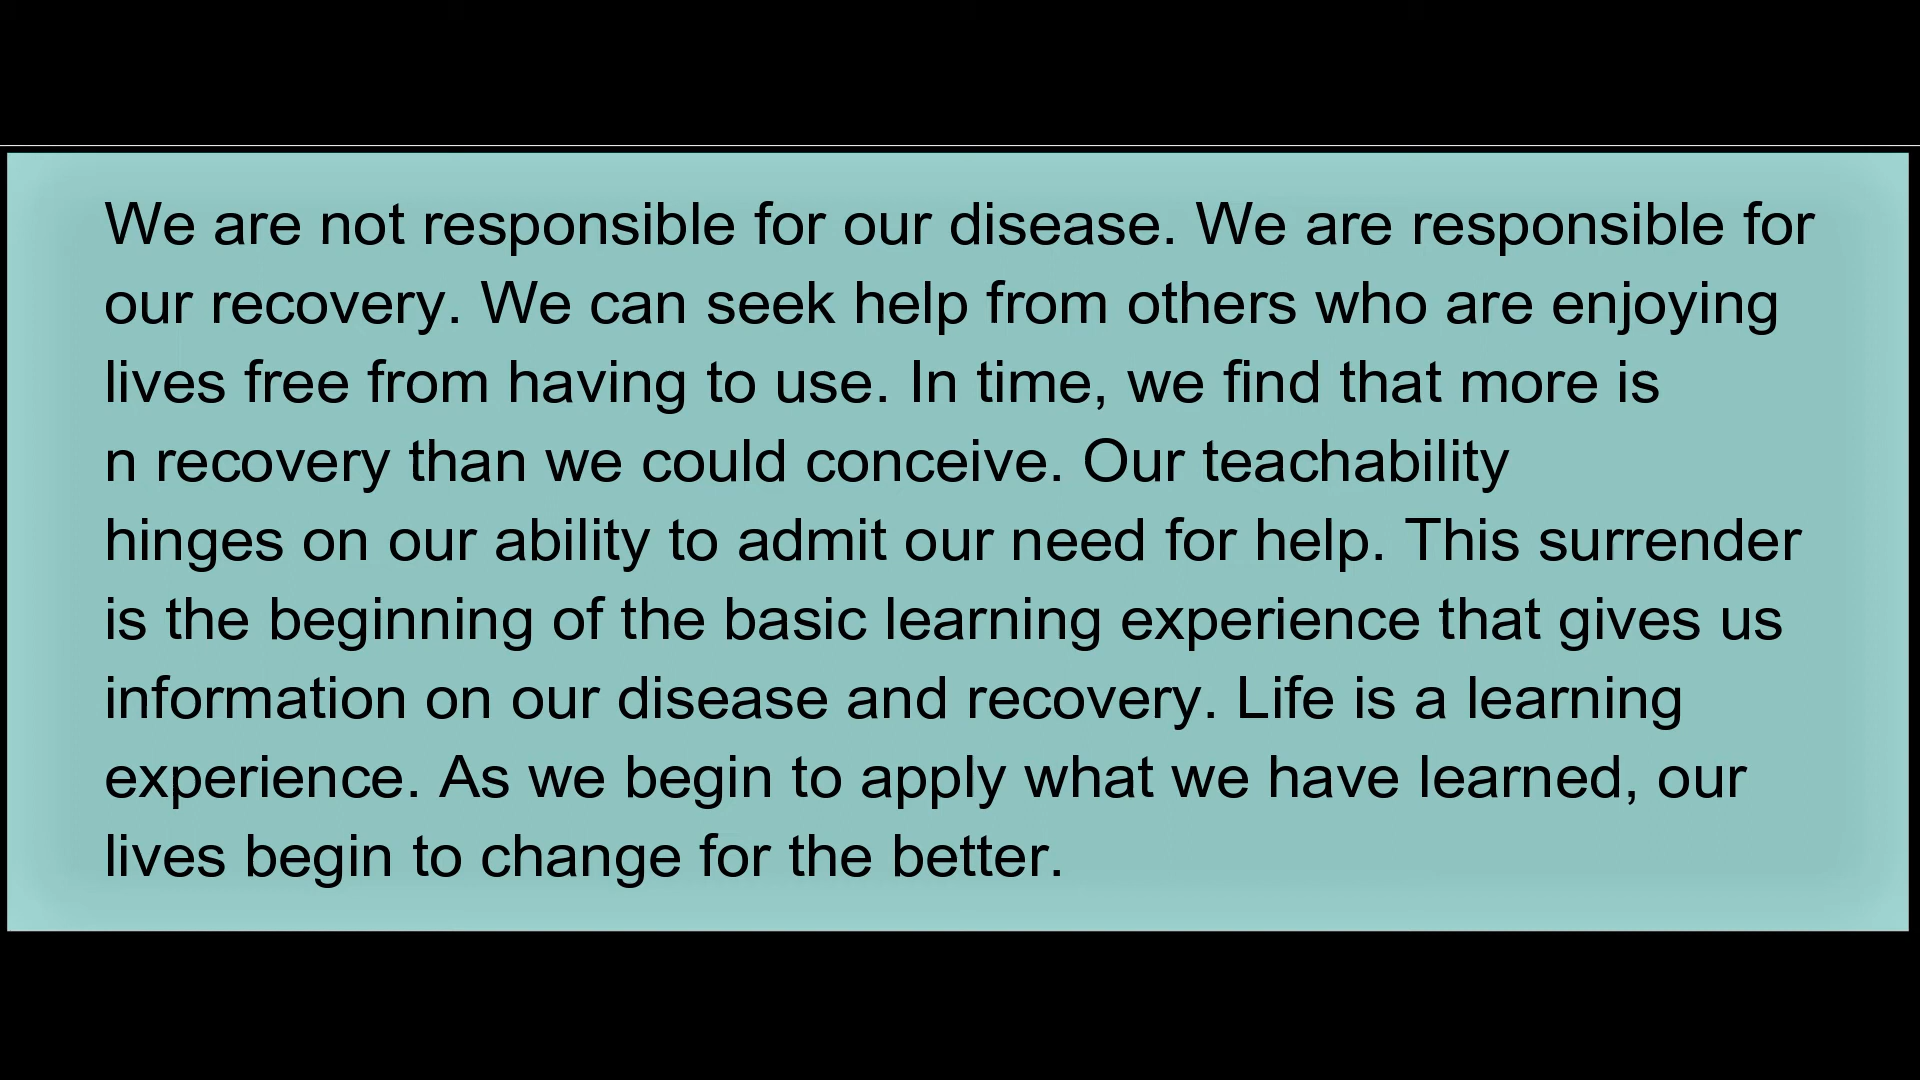 We are not responsible for our disease. We are responsible for
our recovery. We can seek help from others who are enjoying
lives free from having to use. In time, we find that more is
n recovery than we could conceive. Our teachability
hinges on our ability to admit our need for help. This surrender
is the beginning of the basic learning experience that gives us
information on our disease and recovery. Life is a learning
experience. As we begin to apply what we have learned, our
lives begin to change for the better.